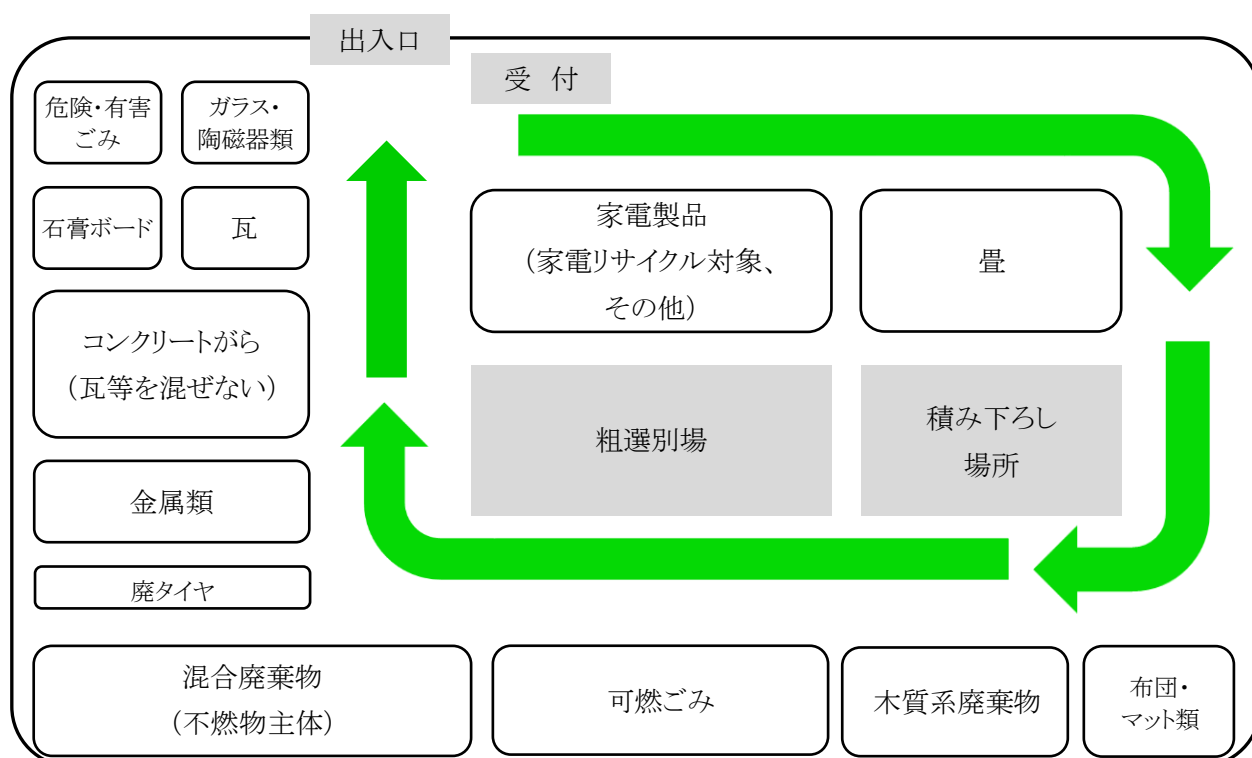 出入口
受 付
危険・有害
ごみ
ガラス・
陶磁器類
石膏ボード
瓦
家電製品
（家電リサイクル対象、
その他）
畳
コンクリートがら
（瓦等を混ぜない）
粗選別場
積み下ろし
場所
金属類
廃タイヤ
混合廃棄物
（不燃物主体）
可燃ごみ
木質系廃棄物
布団・
マット類